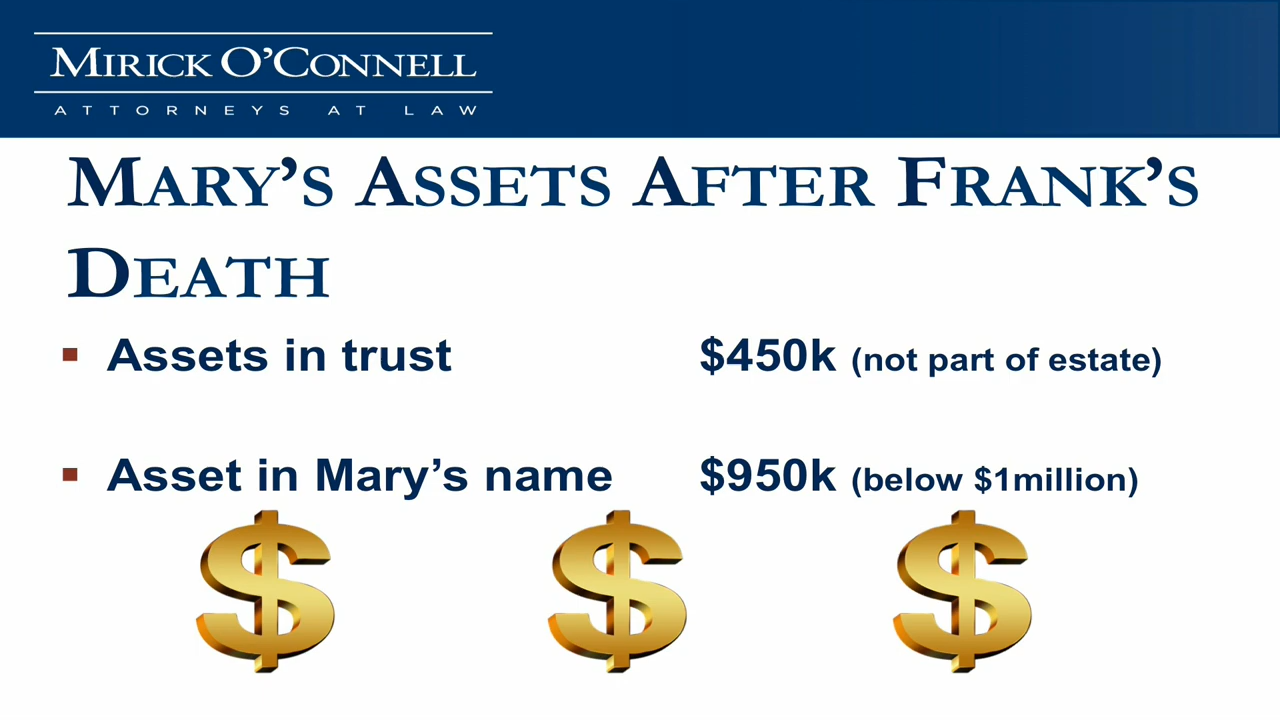 MIRICK O'CONNELL
ATTORNEYS AT LAW
MARY'S ASSETS AFTER FRANK'S
DEATH
▪ Assets in trust $450k (not part of estate)
▪ Asset in Mary's name $950k (below $1million)
$ $ $